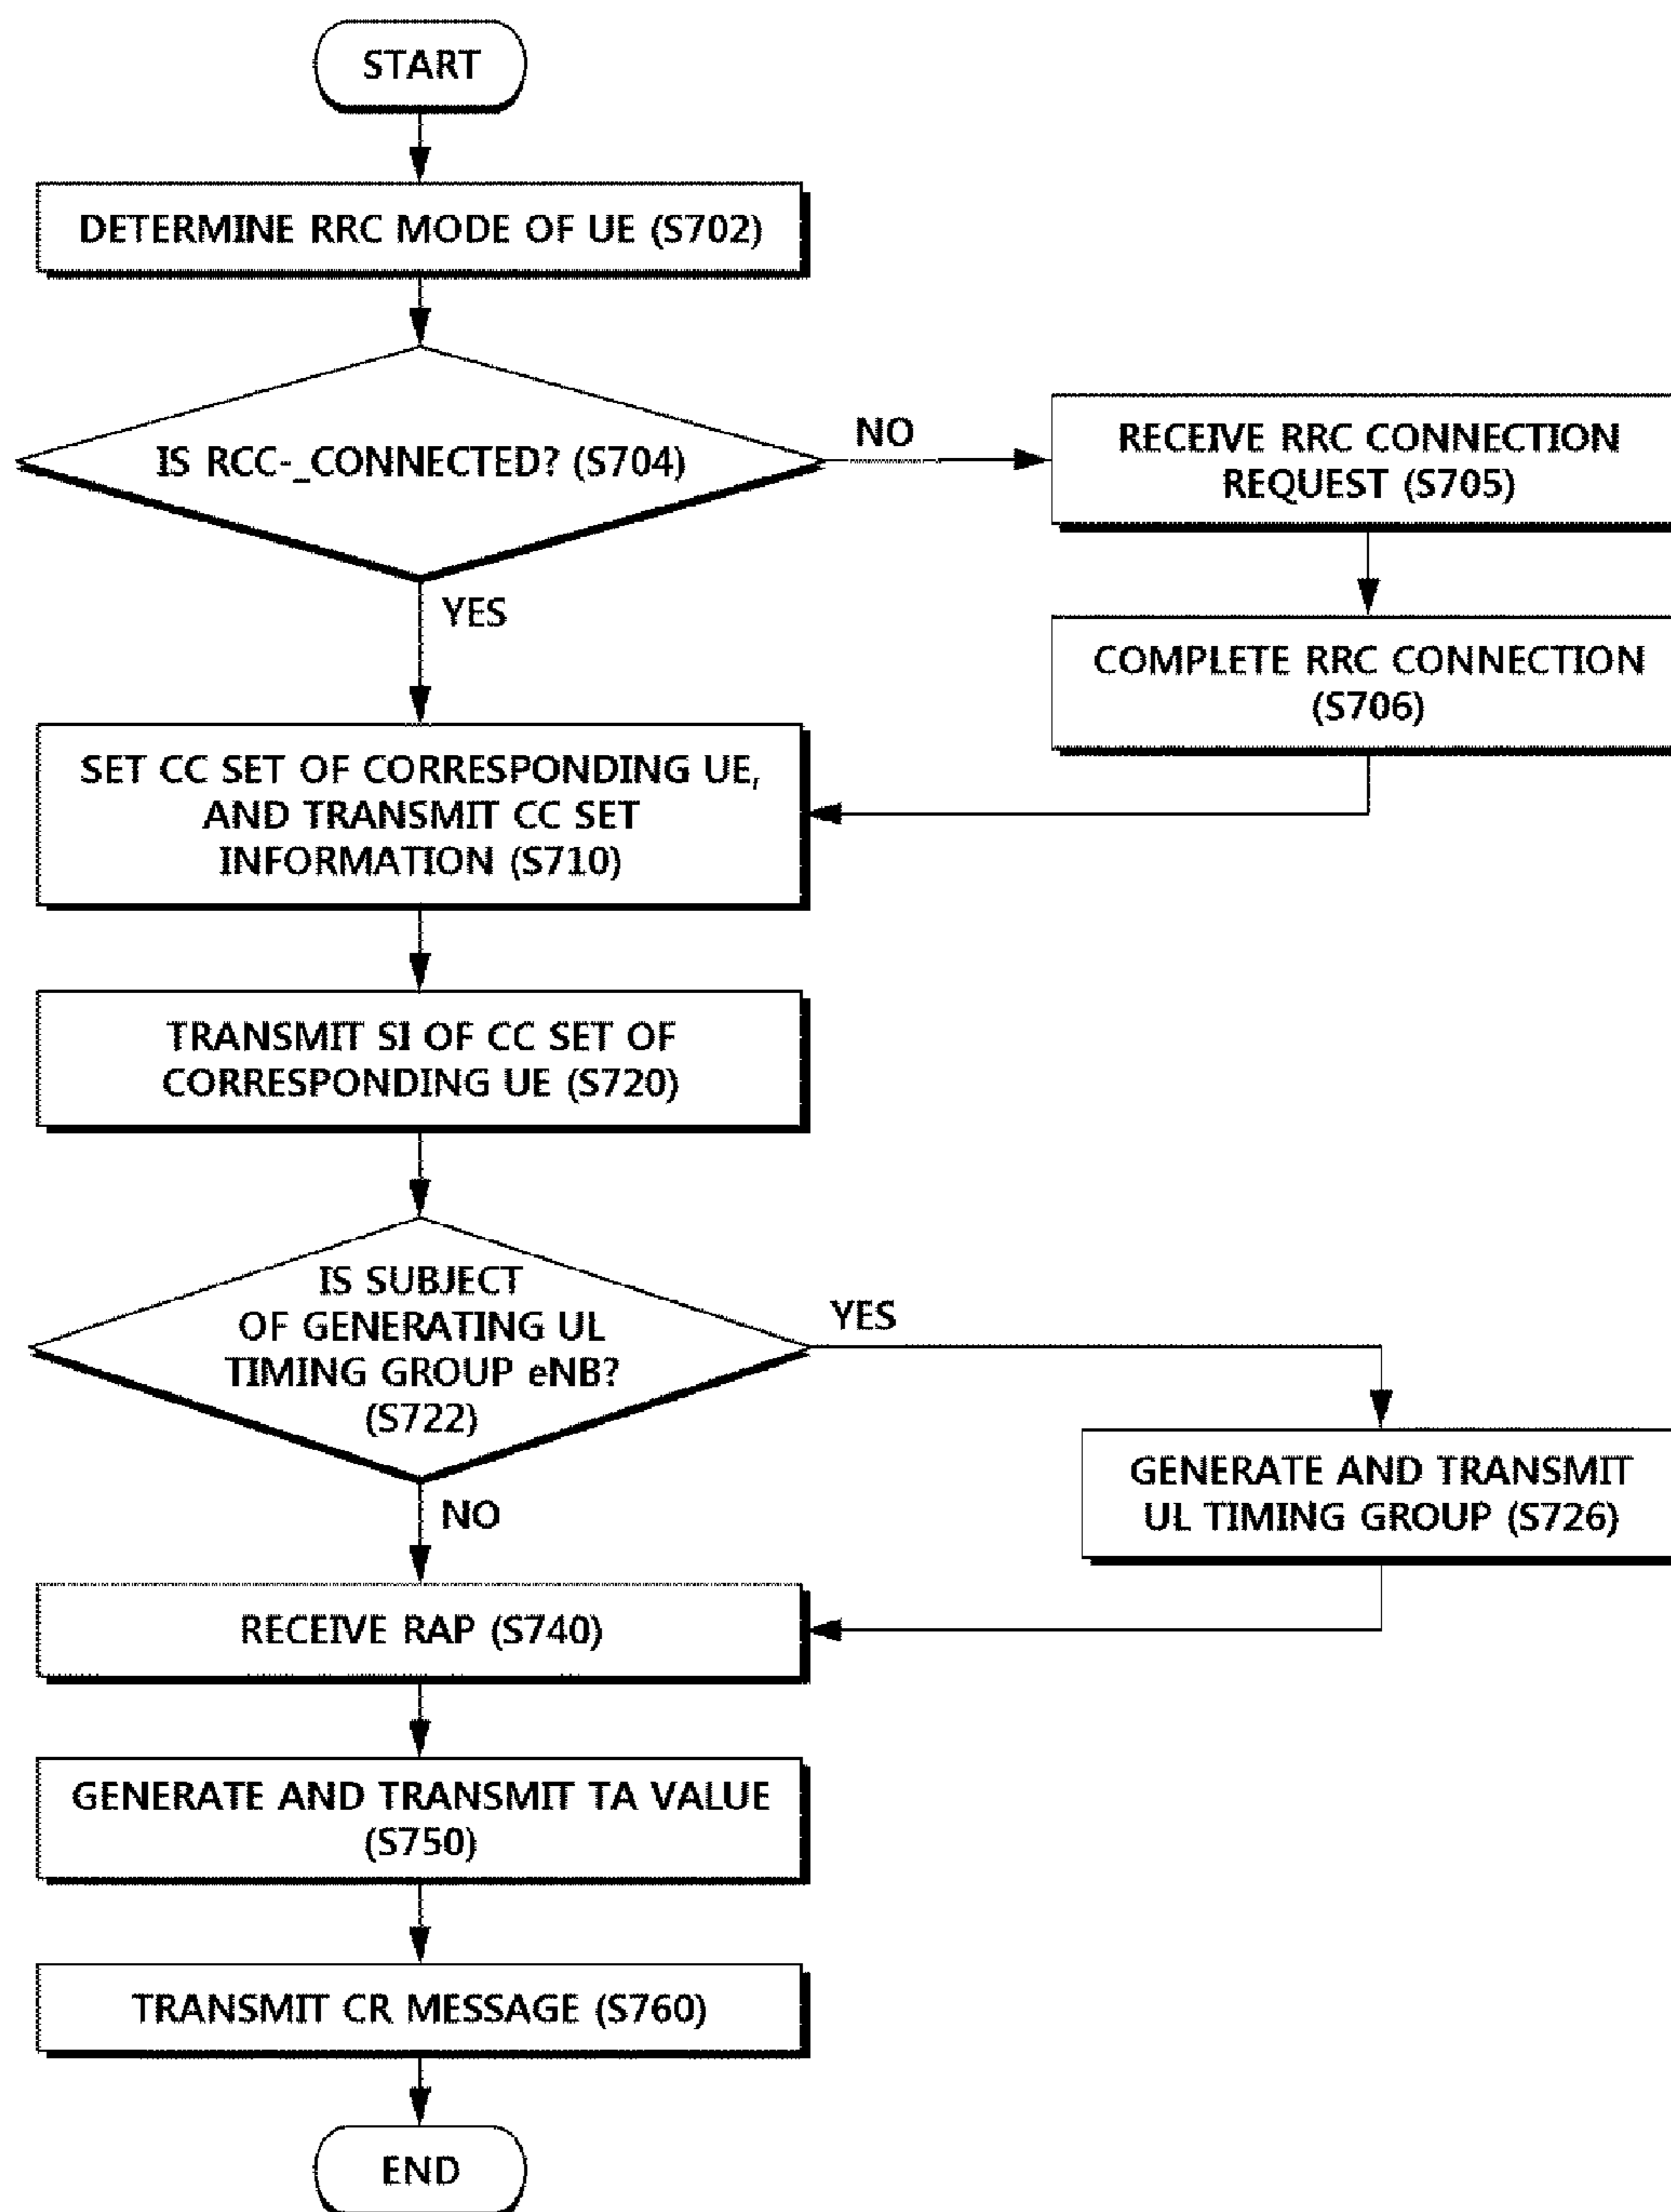 START
DETERMINE RRC MODE OF UE (S702)
IS RCC-_CONNECTED? (S704)
NO
RECEIVE RRC CONNECTION
REQUEST (S705)
YES
COMPLETE RRC CONNECTION
(S706)
SET CC SET OF CORRESPONDING UE,
AND TRANSMIT CC SET
INFORMATION (S710)
TRANSMIT SI OF CC SET OF
CORRESPONDING UE (S720)
IS SUBJECT
OF GENERATING UL
TIMING GROUP eNB?
(S722)
YES
GENERATE AND TRANSMIT
UL TIMING GROUP (S726)
NO
RECEIVE RAP (S740)
GENERATE AND TRANSMIT TA VALUE
(S750)
TRANSMIT CR MESSAGE (S760)
END